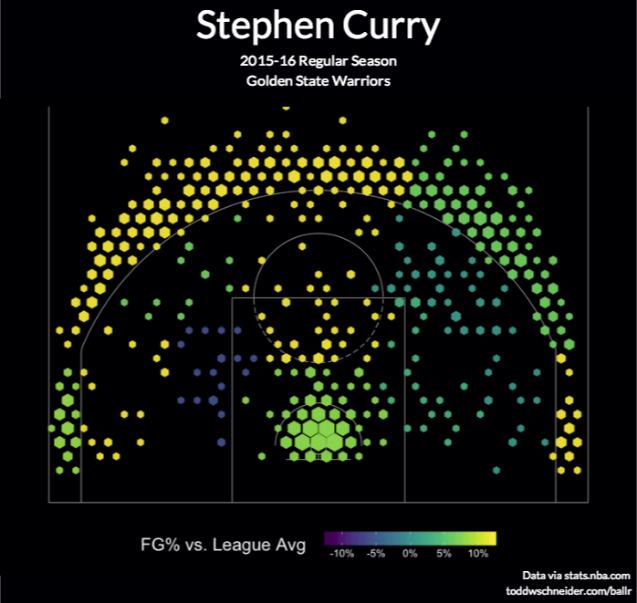 Stephen Curry
2015-16 Regular Season
Golden State Warriors
FG% vs. League Avg
-10% -5% 0% 5% 10%
Data via stats.nba.com
toddwschneider.com/ballr